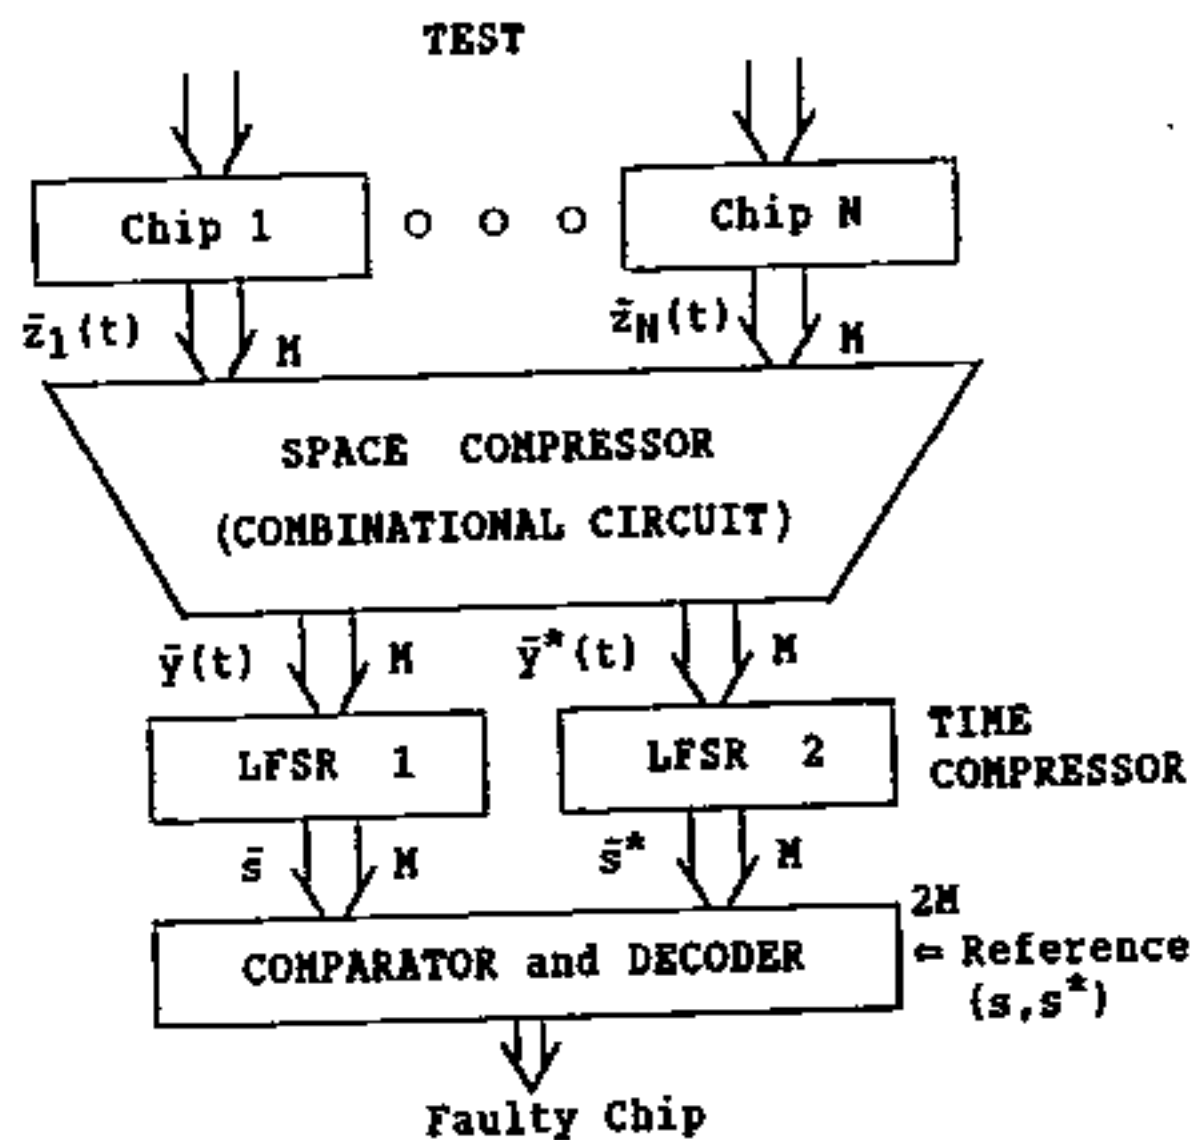 TEST
Chip 1 o o o Chip N
z̄1(t) M z̄N(t) M
SPACE COMPRESSOR
(COMBINATIONAL CIRCUIT)
ȳ(t) M ȳ*(t) M
LFSR 1 LFSR 2 TIME
COMPRESSOR
s̄ M s̄* M
2M
COMPARATOR and DECODER ⇐ Reference
(s,s*)
Faulty Chip